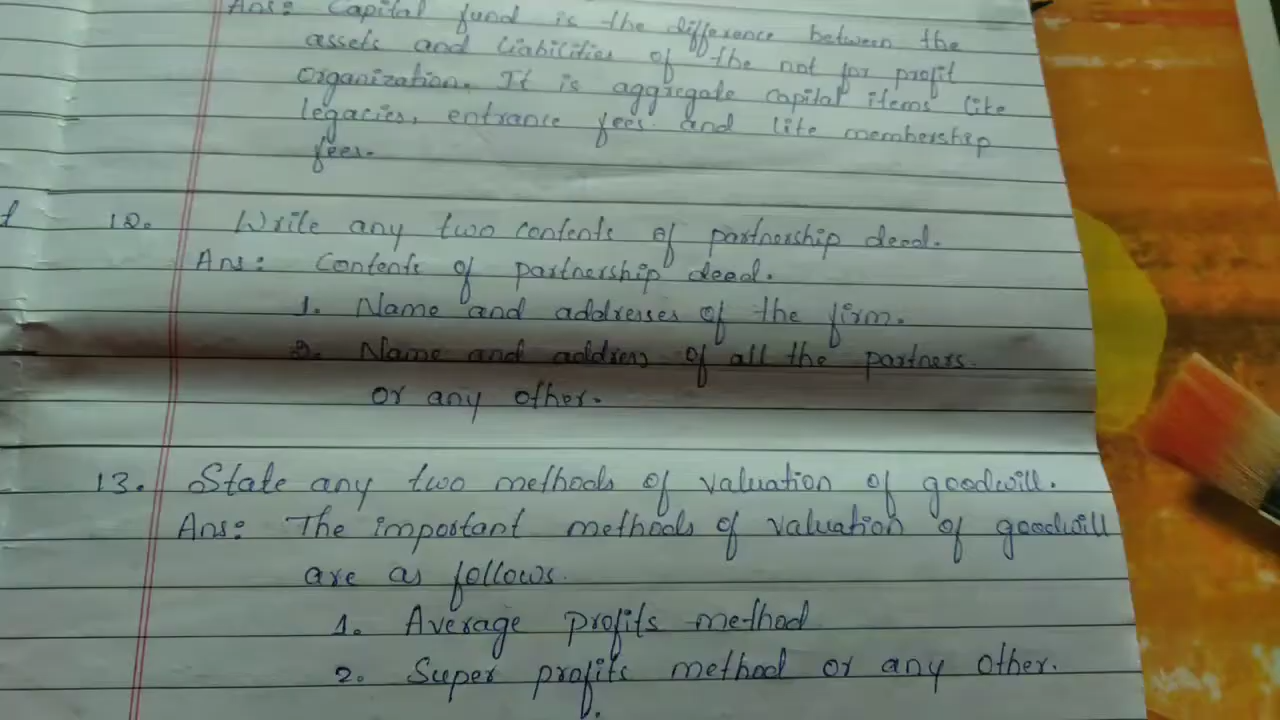 Ans: Capital fund is the difference between the
assets and liabilities of the not for profit
Organization. It is aggregate capital items like
legacies, entrance fees and life membership
fees.
12. Write any two contents of partnership deed.
Ans: Contents of partnership deed.
1. Name and addresses of the firm.
2. Name and address of all the partners.
or any other.
13. State any two methods of valuation of goodwill.
Ans: The important methods of valuation of goodwill
are as follows.
1. Average profits method
2. Super profits method or any other.